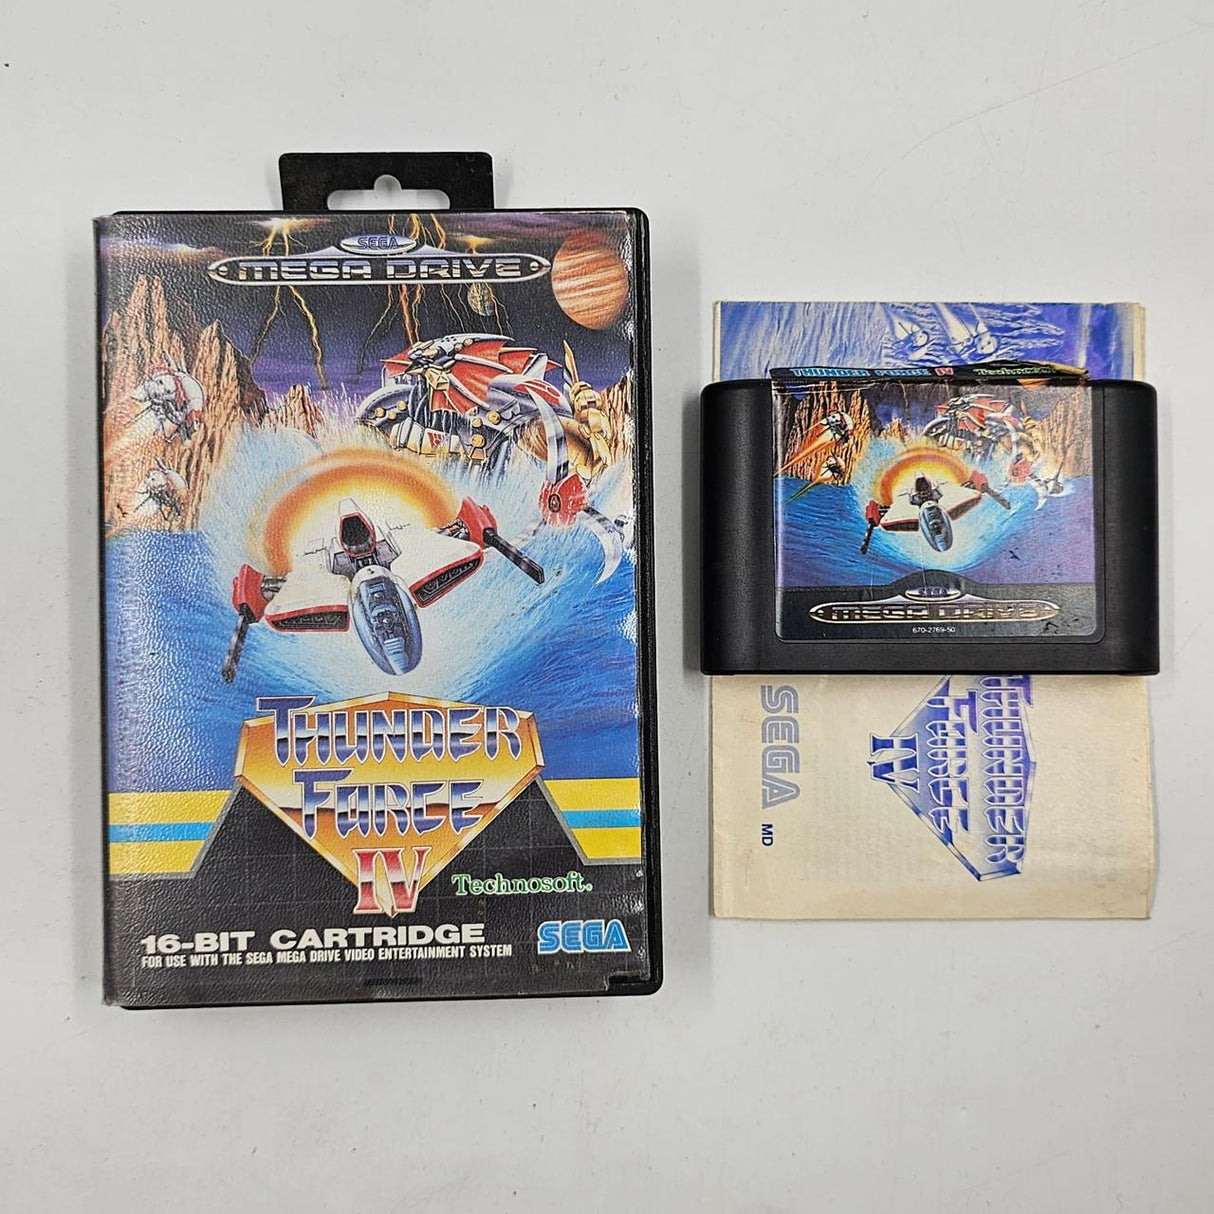 SEGA
MEGA DRIVE
THUNDER
FORCE
IV
Technosoft.
16-BIT CARTRIDGE
FOR USE WITH THE SEGA MEGA DRIVE VIDEO ENTERTAINMENT SYSTEM
SEGA
THUNDER FORCE IV Technosoft
SEGA
MEGA DRIVE
670-2769-50
SEGA
MD
THUNDER
FORCE
IV